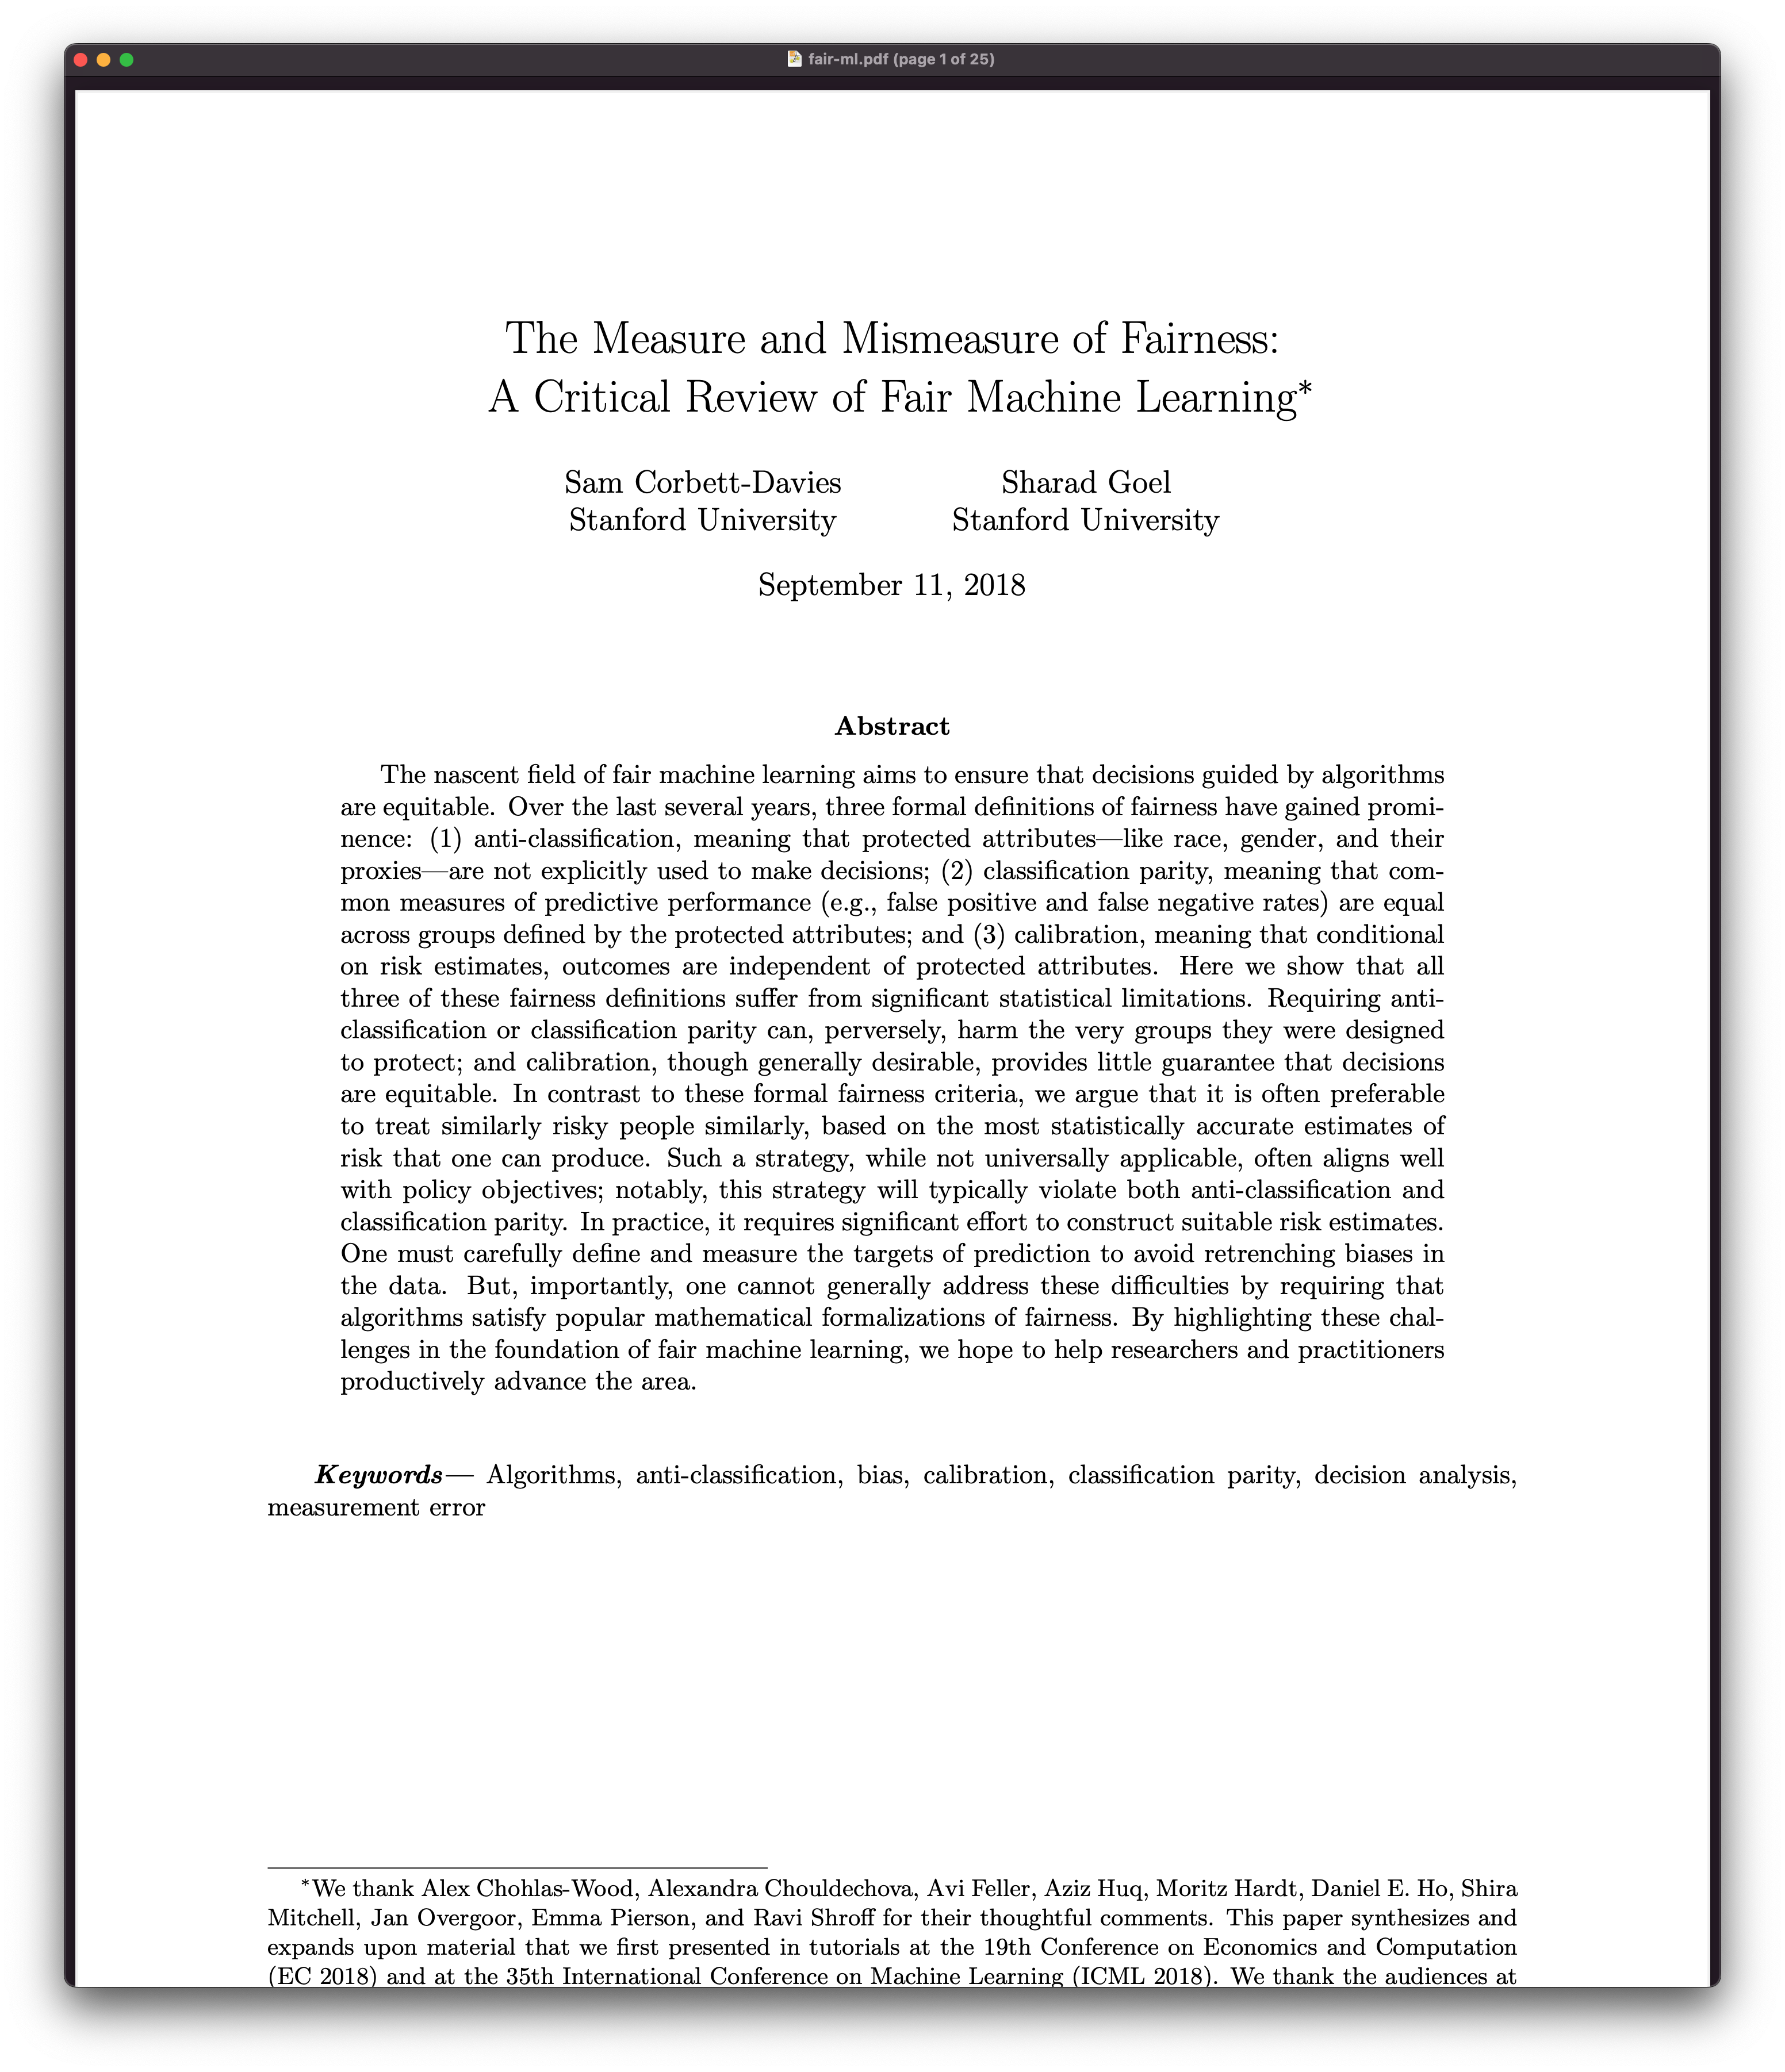 fair-ml.pdf (page 1 of 25)
The Measure and Mismeasure of Fairness:
A Critical Review of Fair Machine Learning*
Sam Corbett-Davies
Stanford University
Sharad Goel
Stanford University
September 11, 2018
Abstract
The nascent field of fair machine learning aims to ensure that decisions guided by algorithms
are equitable. Over the last several years, three formal definitions of fairness have gained promi-
nence: (1) anti-classification, meaning that protected attributes—like race, gender, and their
proxies—are not explicitly used to make decisions; (2) classification parity, meaning that com-
mon measures of predictive performance (e.g., false positive and false negative rates) are equal
across groups defined by the protected attributes; and (3) calibration, meaning that conditional
on risk estimates, outcomes are independent of protected attributes. Here we show that all
three of these fairness definitions suffer from significant statistical limitations. Requiring anti-
classification or classification parity can, perversely, harm the very groups they were designed
to protect; and calibration, though generally desirable, provides little guarantee that decisions
are equitable. In contrast to these formal fairness criteria, we argue that it is often preferable
to treat similarly risky people similarly, based on the most statistically accurate estimates of
risk that one can produce. Such a strategy, while not universally applicable, often aligns well
with policy objectives; notably, this strategy will typically violate both anti-classification and
classification parity. In practice, it requires significant effort to construct suitable risk estimates.
One must carefully define and measure the targets of prediction to avoid retrenching biases in
the data. But, importantly, one cannot generally address these difficulties by requiring that
algorithms satisfy popular mathematical formalizations of fairness. By highlighting these chal-
lenges in the foundation of fair machine learning, we hope to help researchers and practitioners
productively advance the area.
Keywords— Algorithms, anti-classification, bias, calibration, classification parity, decision analysis,
measurement error
*We thank Alex Chohlas-Wood, Alexandra Chouldechova, Avi Feller, Aziz Huq, Moritz Hardt, Daniel E. Ho, Shira
Mitchell, Jan Overgoor, Emma Pierson, and Ravi Shroff for their thoughtful comments. This paper synthesizes and
expands upon material that we first presented in tutorials at the 19th Conference on Economics and Computation
(EC 2018) and at the 35th International Conference on Machine Learning (ICML 2018). We thank the audiences at